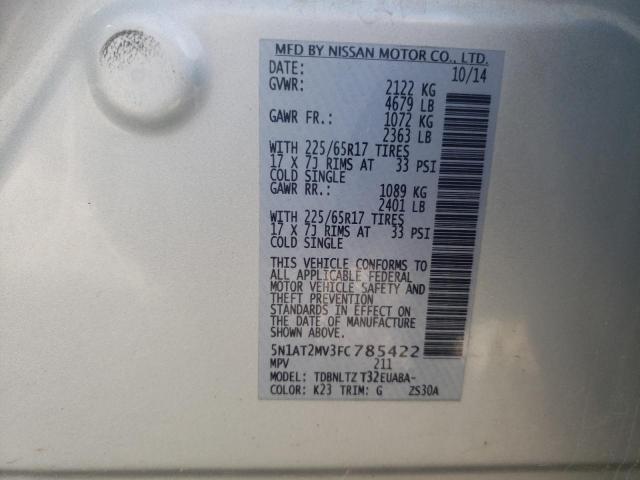 MFD BY NISSAN MOTOR CO., LTD.
DATE: 10/14
GVWR: 2122 KG
4679 LB
GAWR FR.: 1072 KG
2363 LB
WITH 225/65R17 TIRES
17 X 7J RIMS AT 33 PSI
COLD SINGLE
GAWR RR.: 1089 KG
2401 LB
WITH 225/65R17 TIRES
17 X 7J RIMS AT 33 PSI
COLD SINGLE
THIS VEHICLE CONFORMS TO
ALL APPLICABLE FEDERAL
MOTOR VEHICLE SAFETY AND
THEFT PREVENTION
STANDARDS IN EFFECT ON
THE DATE OF MANUFACTURE
SHOWN ABOVE.
5N1AT2MV3FC785422
MPV 211
MODEL: TDBNLTZ T32EUABA-
COLOR: K23 TRIM: G ZS30A